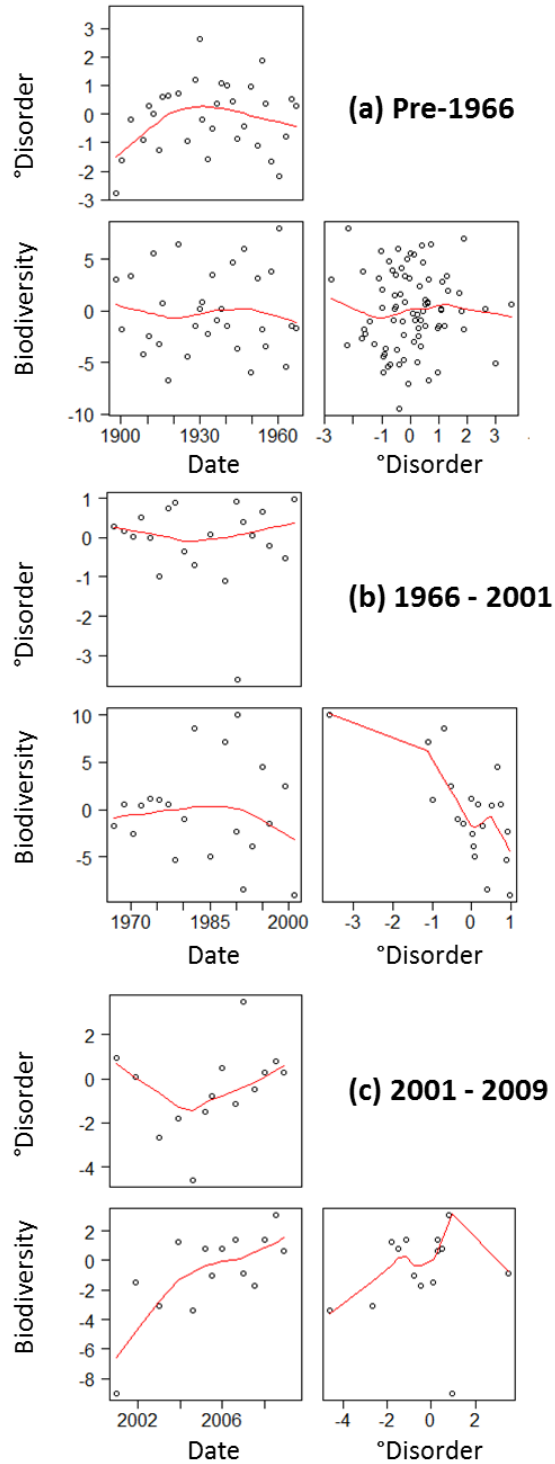 3
2
1
0
-1
-2
-3
°Disorder
(a) Pre-1966
5
0
-5
-10
Biodiversity
1900 1930 1960
Date
-3 -2 -1 0 1 2 3
°Disorder
1
0
-1
-2
-3
°Disorder
(b) 1966 - 2001
10
5
0
-5
Biodiversity
1970 1985 2000
Date
-3 -2 -1 0 1
°Disorder
2
0
-2
-4
°Disorder
(c) 2001 - 2009
2
0
-2
-4
-6
-8
Biodiversity
2002 2006
Date
-4 -2 0 2
°Disorder